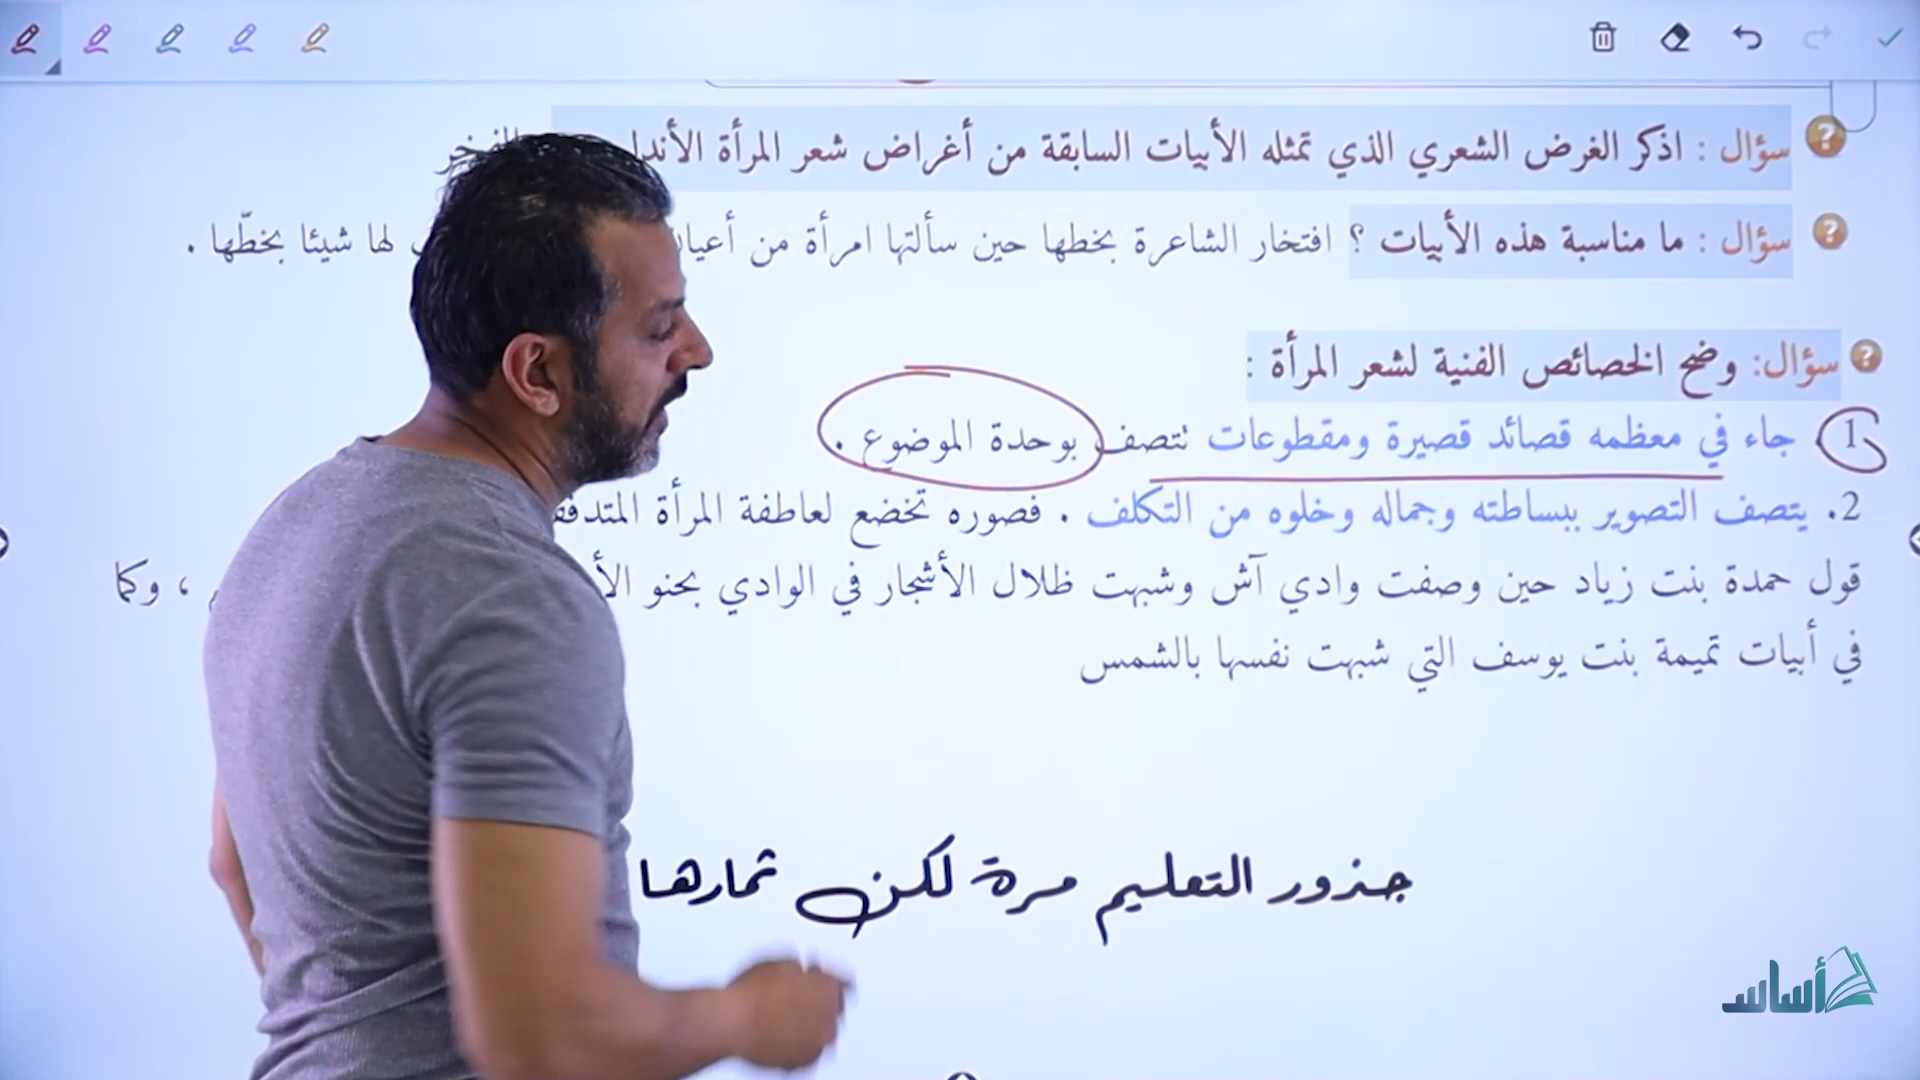 سؤال : اذكر الغرض الشعري الذي تمثله الأبيات السابقة من أغراض شعر المرأة
سؤال : ما مناسبة هذه الأبيات ؟ افتخار الشاعرة بخطها حين سألتها امرأة من لها شيئا بخطّها .
سؤال: وضح الخصائص الفنية لشعر المرأة :
1. جاء في معظمه قصائد قصيرة ومقطوعات تتصف بوحدة الموضوع .
2. يتصف التصوير ببساطته وجماله وخلوه من التكلف . فصوره تخضع لعاطفة المرأة
قول حمدة بنت زياد حين وصفت وادي آش وشبهت ظلال الأشجار في الوادي بحنو ، وكما
في أبيات تميمة بنت يوسف التي شبهت نفسها بالشمس
جذور التعليم مرة لكن ثمارها
أساس